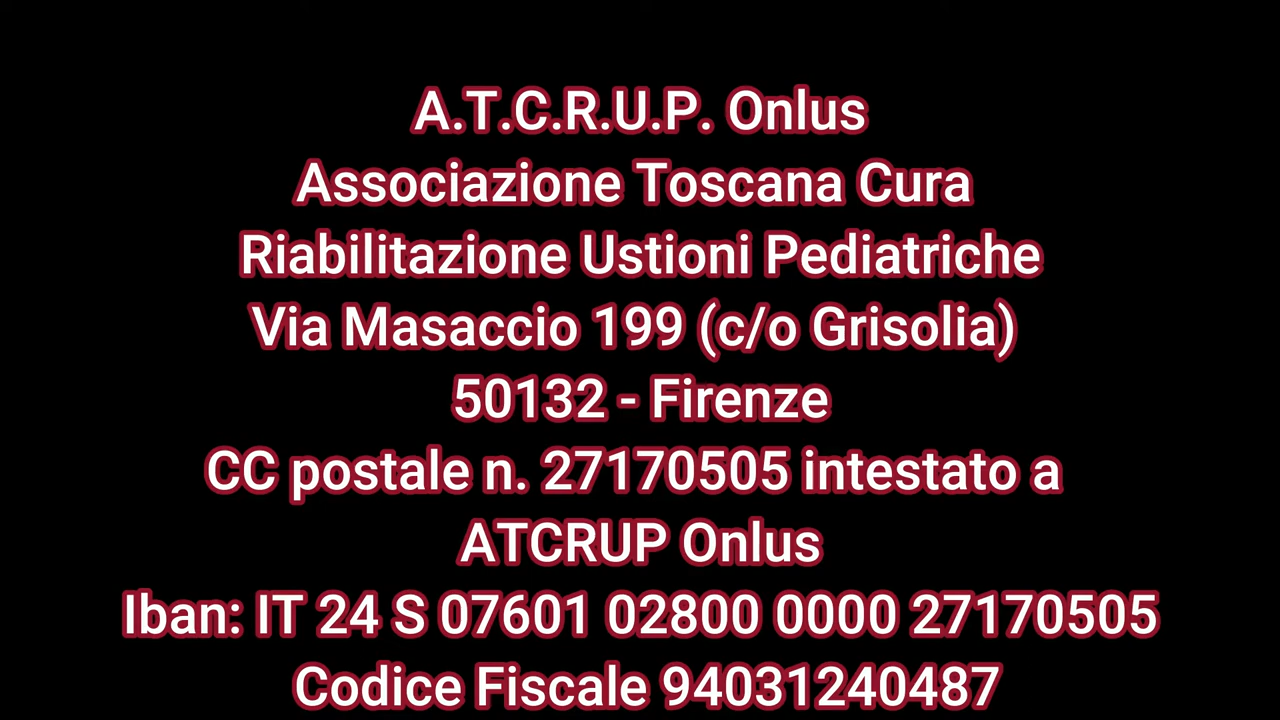 A.T.C.R.U.P. Onlus
Associazione Toscana Cura
Riabilitazione Ustioni Pediatriche
Via Masaccio 199 (c/o Grisolia)
50132 - Firenze
CC postale n. 27170505 intestato a
ATCRUP Onlus
Iban: IT 24 S 07601 02800 0000 27170505
Codice Fiscale 94031240487